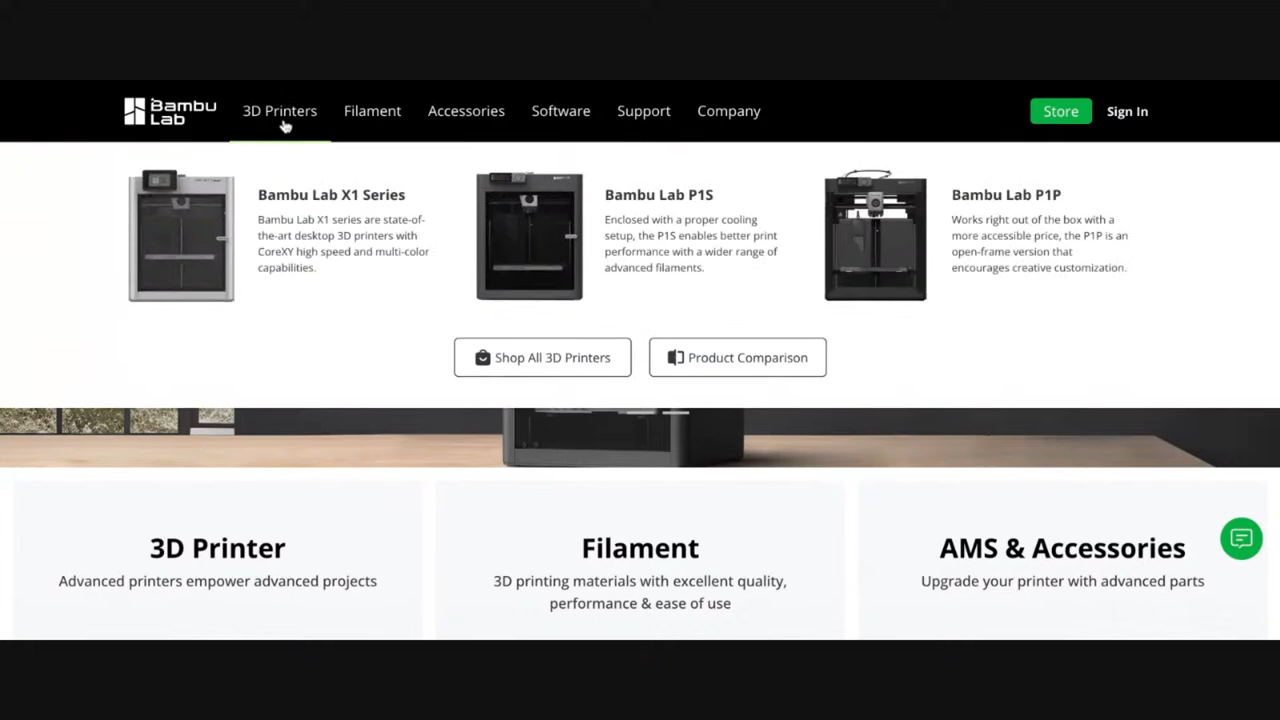 Bambu Lab
3D Printers
Filament
Accessories
Software
Support
Company
Store
Sign In
Bambu Lab X1 Series
Bambu Lab X1 series are state-of-
the-art desktop 3D printers with
CoreXY high speed and multi-color
capabilities.
Bambu Lab P1S
Enclosed with a proper cooling
setup, the P1S enables better print
performance with a wider range of
advanced filaments.
Bambu Lab P1P
Works right out of the box with a
more accessible price, the P1P is an
open-frame version that
encourages creative customization.
Shop All 3D Printers
Product Comparison
3D Printer
Advanced printers empower advanced projects
Filament
3D printing materials with excellent quality,
performance & ease of use
AMS & Accessories
Upgrade your printer with advanced parts